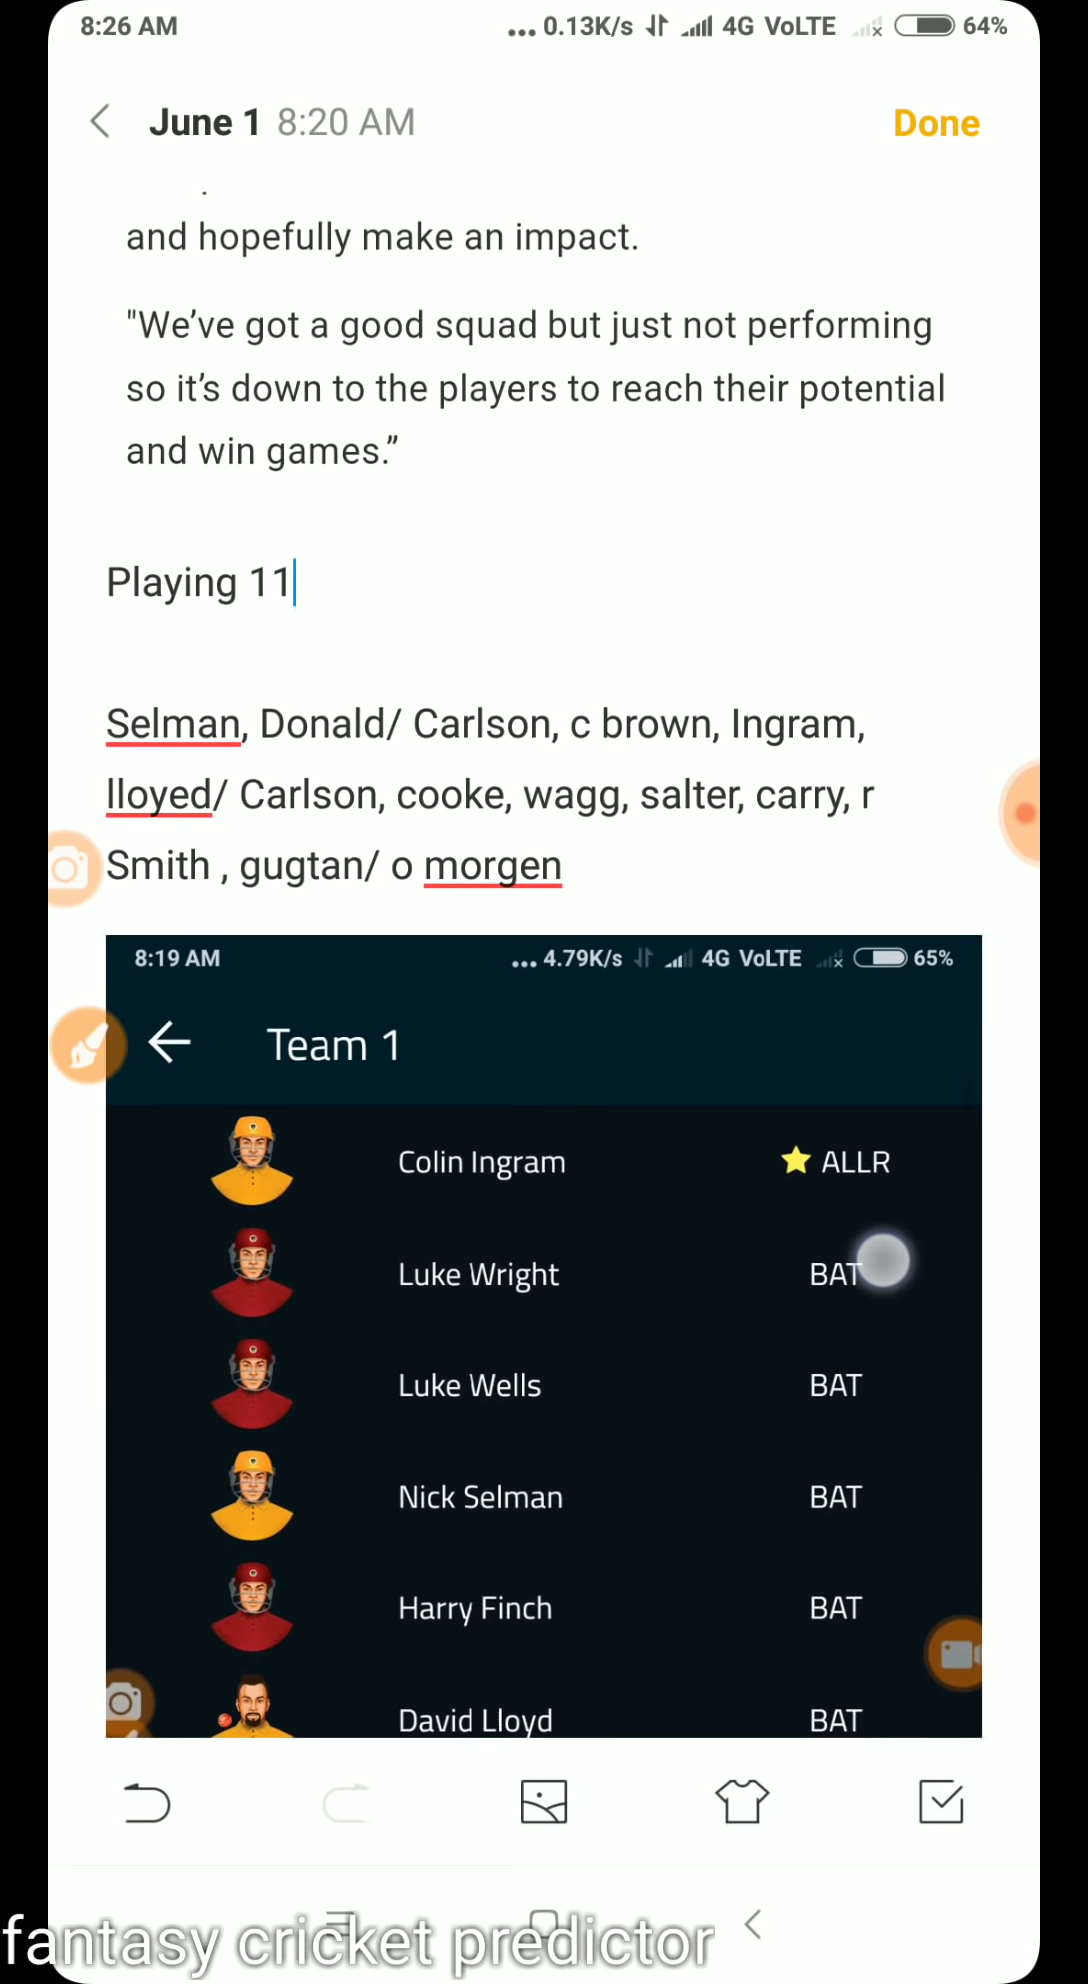 8:26 AM ... 0.13K/s 4G VoLTE 64%
June 1 8:20 AM Done
and hopefully make an impact.
"We’ve got a good squad but just not performing
so it’s down to the players to reach their potential
and win games.”
Playing 11
Selman, Donald/ Carlson, c brown, Ingram,
lloyed/ Carlson, cooke, wagg, salter, carry, r
Smith , gugtan/ o morgen
8:19 AM ... 4.79K/s 4G VoLTE 65%
Team 1
Colin Ingram ALLR
Luke Wright BAT
Luke Wells BAT
Nick Selman BAT
Harry Finch BAT
David Lloyd BAT
fantasy cricket predictor